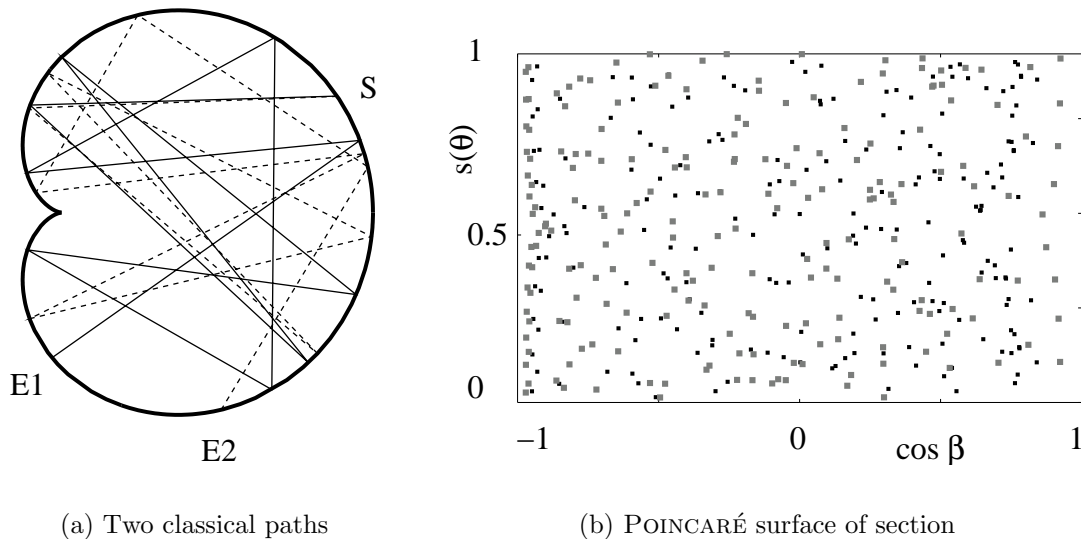 S
E1
E2
s(θ)
1
0.5
0
−1
0
cos β
1
(a) Two classical paths
(b) POINCARÉ surface of section